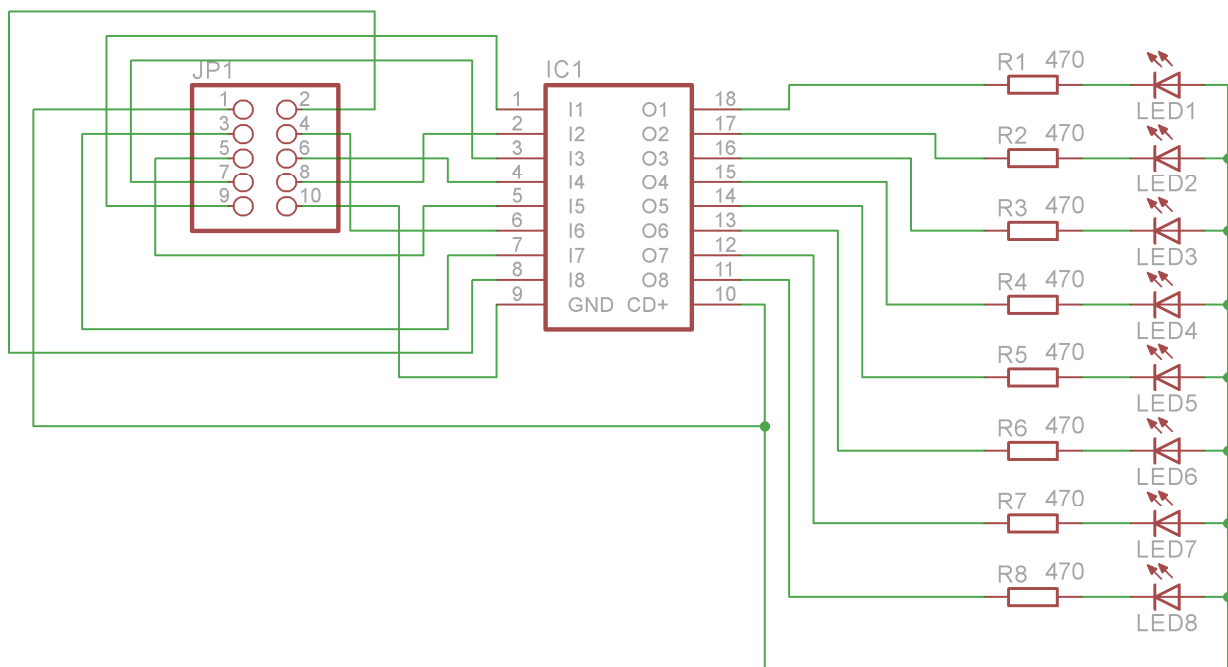 JP1
1 2
3 4
5 6
7 8
9 10
IC1
1 I1 O1 18
2 I2 O2 17
3 I3 O3 16
4 I4 O4 15
5 I5 O5 14
6 I6 O6 13
7 I7 O7 12
8 I8 O8 11
9 GND CD+ 10
R1 470
LED1
R2 470
LED2
R3 470
LED3
R4 470
LED4
R5 470
LED5
R6 470
LED6
R7 470
LED7
R8 470
LED8